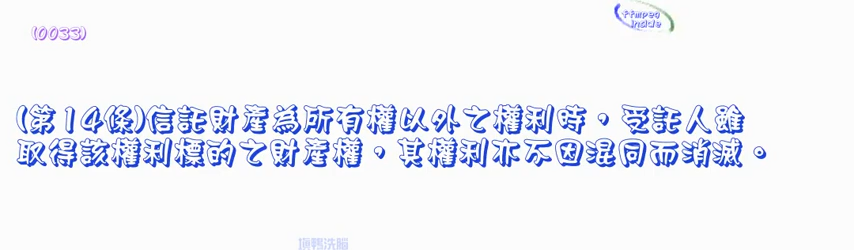 ffmpeg
inside
(0033)
(第14條)信託財產為所有權以外之權利時，受託人雖
取得該權利標的之財產權，其權利亦不因混同而消滅。